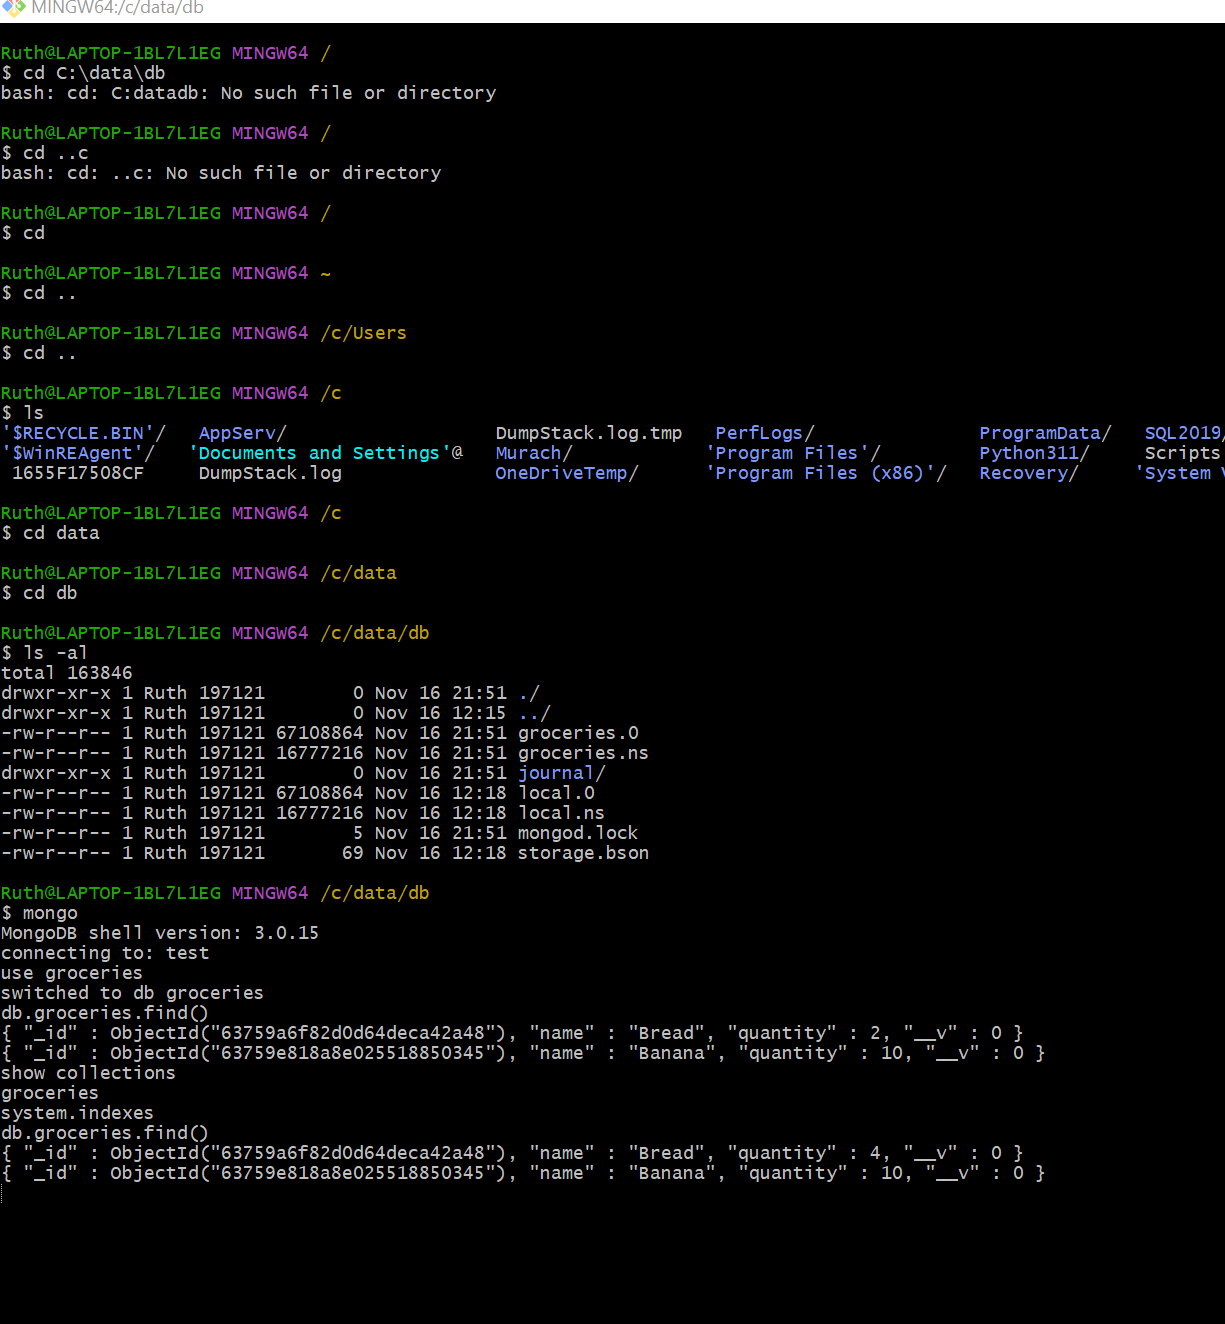 MINGW64:/c/data/db
Ruth@LAPTOP-1BL7L1EG MINGW64 /
$ cd C:\data\db
bash: cd: C:datadb: No such file or directory
Ruth@LAPTOP-1BL7L1EG MINGW64 /
$ cd ..c
bash: cd: ..c: No such file or directory
Ruth@LAPTOP-1BL7L1EG MINGW64 /
$ cd
Ruth@LAPTOP-1BL7L1EG MINGW64 ~
$ cd ..
Ruth@LAPTOP-1BL7L1EG MINGW64 /c/Users
$ cd ..
Ruth@LAPTOP-1BL7L1EG MINGW64 /c
$ ls
'$RECYCLE.BIN'/ AppServ/ DumpStack.log.tmp PerfLogs/ ProgramData/ SQL2019/
'$WinREAgent'/ 'Documents and Settings'@ Murach/ 'Program Files'/ Python311/ Scripts
1655F17508CF DumpStack.log OneDriveTemp/ 'Program Files (x86)'/ Recovery/ 'System
Ruth@LAPTOP-1BL7L1EG MINGW64 /c
$ cd data
Ruth@LAPTOP-1BL7L1EG MINGW64 /c/data
$ cd db
Ruth@LAPTOP-1BL7L1EG MINGW64 /c/data/db
$ ls -al
total 163846
drwxr-xr-x 1 Ruth 197121 0 Nov 16 21:51 ./
drwxr-xr-x 1 Ruth 197121 0 Nov 16 12:15 ../
-rw-r--r-- 1 Ruth 197121 67108864 Nov 16 21:51 groceries.0
-rw-r--r-- 1 Ruth 197121 16777216 Nov 16 21:51 groceries.ns
drwxr-xr-x 1 Ruth 197121 0 Nov 16 21:51 journal/
-rw-r--r-- 1 Ruth 197121 67108864 Nov 16 12:18 local.0
-rw-r--r-- 1 Ruth 197121 16777216 Nov 16 12:18 local.ns
-rw-r--r-- 1 Ruth 197121 5 Nov 16 21:51 mongod.lock
-rw-r--r-- 1 Ruth 197121 69 Nov 16 12:18 storage.bson
Ruth@LAPTOP-1BL7L1EG MINGW64 /c/data/db
$ mongo
MongoDB shell version: 3.0.15
connecting to: test
use groceries
switched to db groceries
db.groceries.find()
{ "_id" : ObjectId("63759a6f82d0d64deca42a48"), "name" : "Bread", "quantity" : 2, "__v" : 0 }
{ "_id" : ObjectId("63759e818a8e025518850345"), "name" : "Banana", "quantity" : 10, "__v" : 0 }
show collections
groceries
system.indexes
db.groceries.find()
{ "_id" : ObjectId("63759a6f82d0d64deca42a48"), "name" : "Bread", "quantity" : 4, "__v" : 0 }
{ "_id" : ObjectId("63759e818a8e025518850345"), "name" : "Banana", "quantity" : 10, "__v" : 0 }